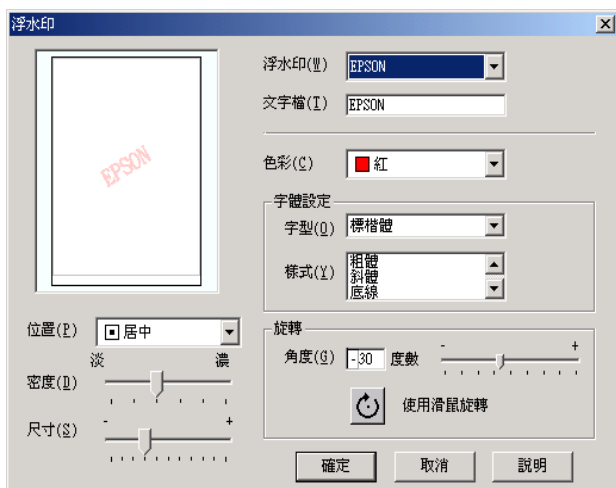 浮水印
EPSON
浮水印(W) EPSON
文字檔(T) EPSON
色彩(C) 紅
字體設定
字型(O) 標楷體
樣式(Y) 粗體
斜體
底線
位置(P) 居中
淡 濃
密度(D)
尺寸(S) - +
旋轉
角度(G) -30 度數 - +
使用滑鼠旋轉
確定 取消 說明